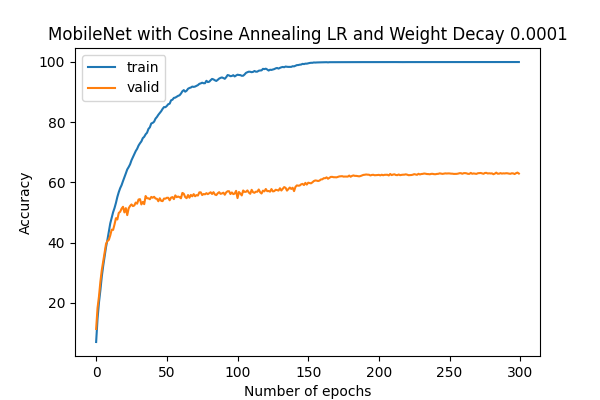 MobileNet with Cosine Annealing LR and Weight Decay 0.0001
train
valid
100
80
60
40
20
Accuracy
0 50 100 150 200 250 300
Number of epochs